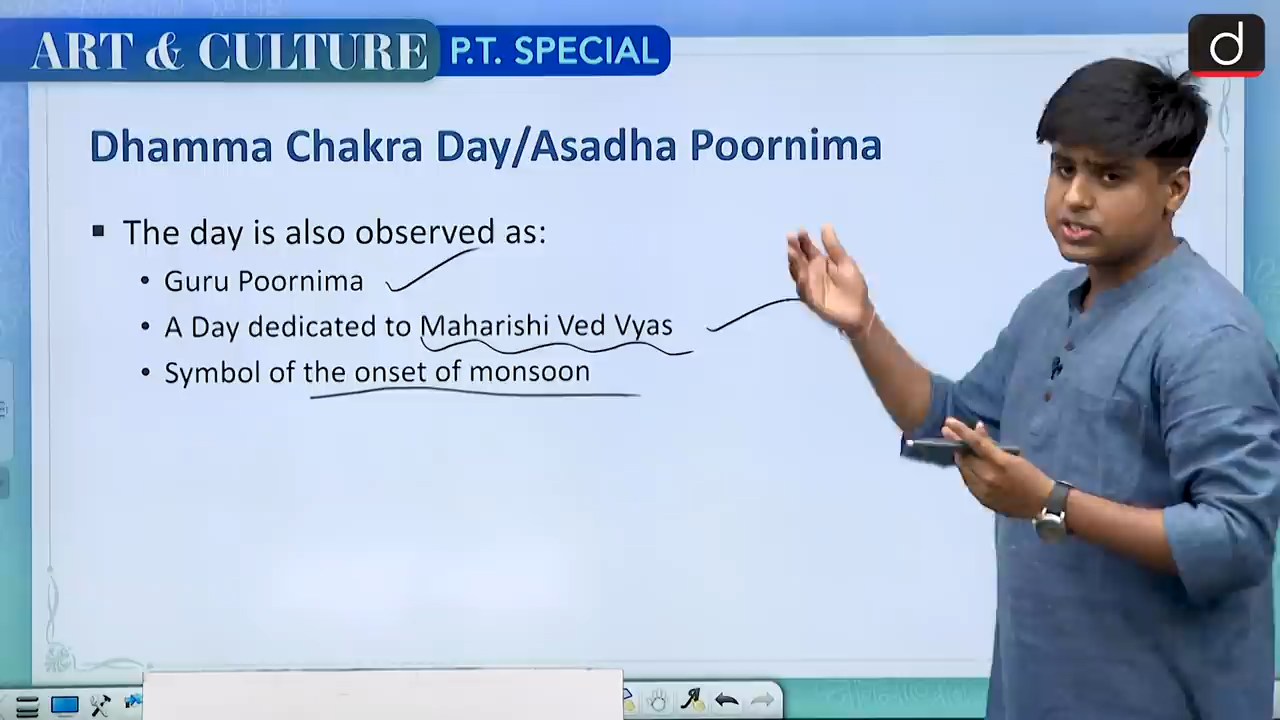 ART & CULTURE P.T. SPECIAL
d
Dhamma Chakra Day/Asadha Poornima
▪ The day is also observed as:
• Guru Poornima
• A Day dedicated to Maharishi Ved Vyas
• Symbol of the onset of monsoon